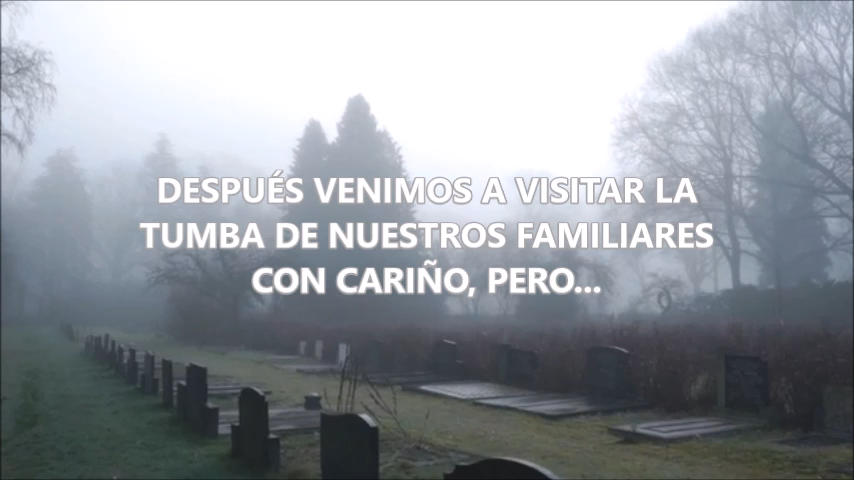 DESPUÉS VENIMOS A VISITAR LA
TUMBA DE NUESTROS FAMILIARES
CON CARIÑO, PERO...